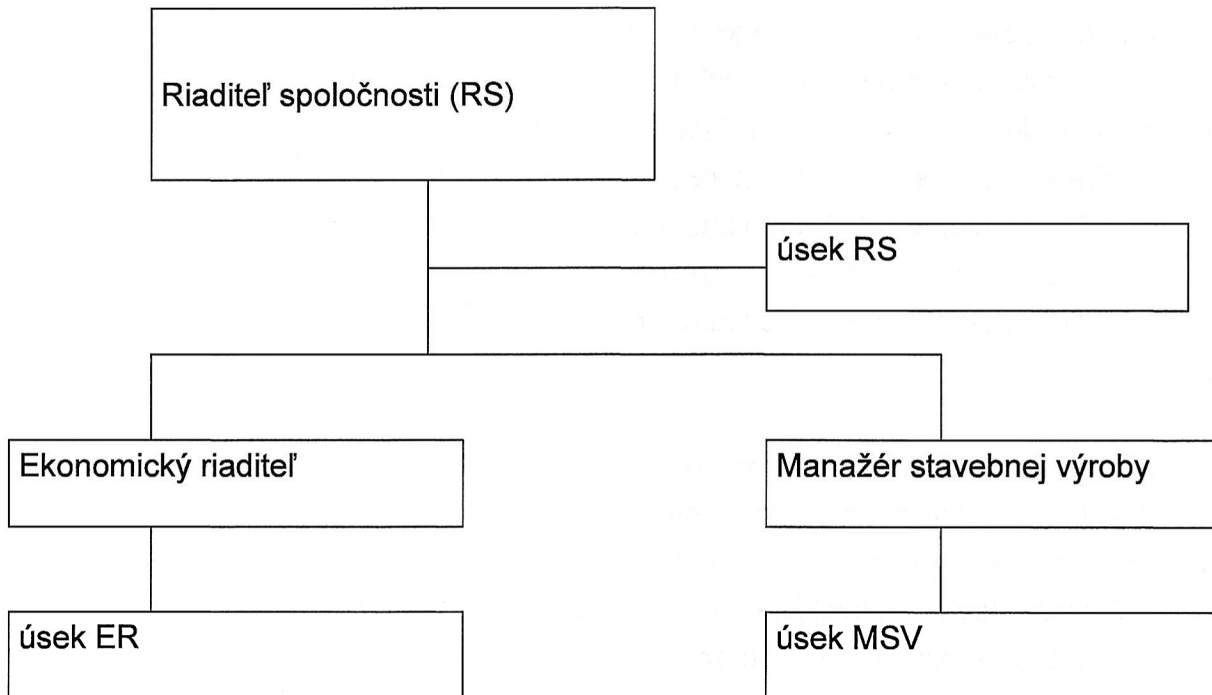 Riaditeľ spoločnosti (RS)
úsek RS
Ekonomický riaditeľ
Manažér stavebnej výroby
úsek ER
úsek MSV